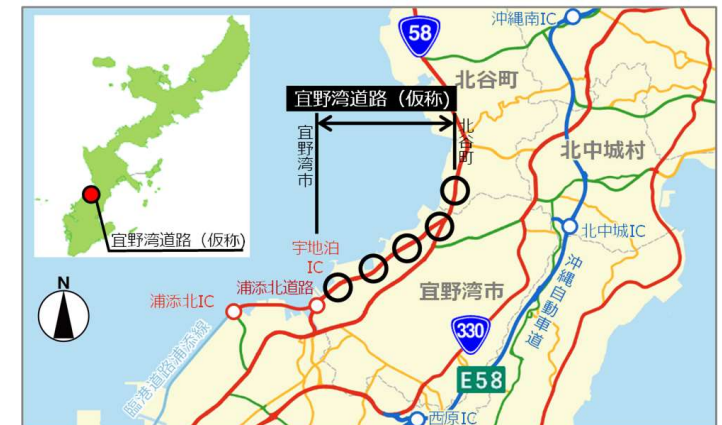 沖縄南IC
58
北谷町
宜野湾道路（仮称）
宜野湾市
北谷町
北中城村
宜野湾道路（仮称）
北中城IC
宇地泊
IC
沖縄自動車道
浦添北道路
宜野湾市
N
浦添北IC
330
臨港道路浦添線
E58
西原IC